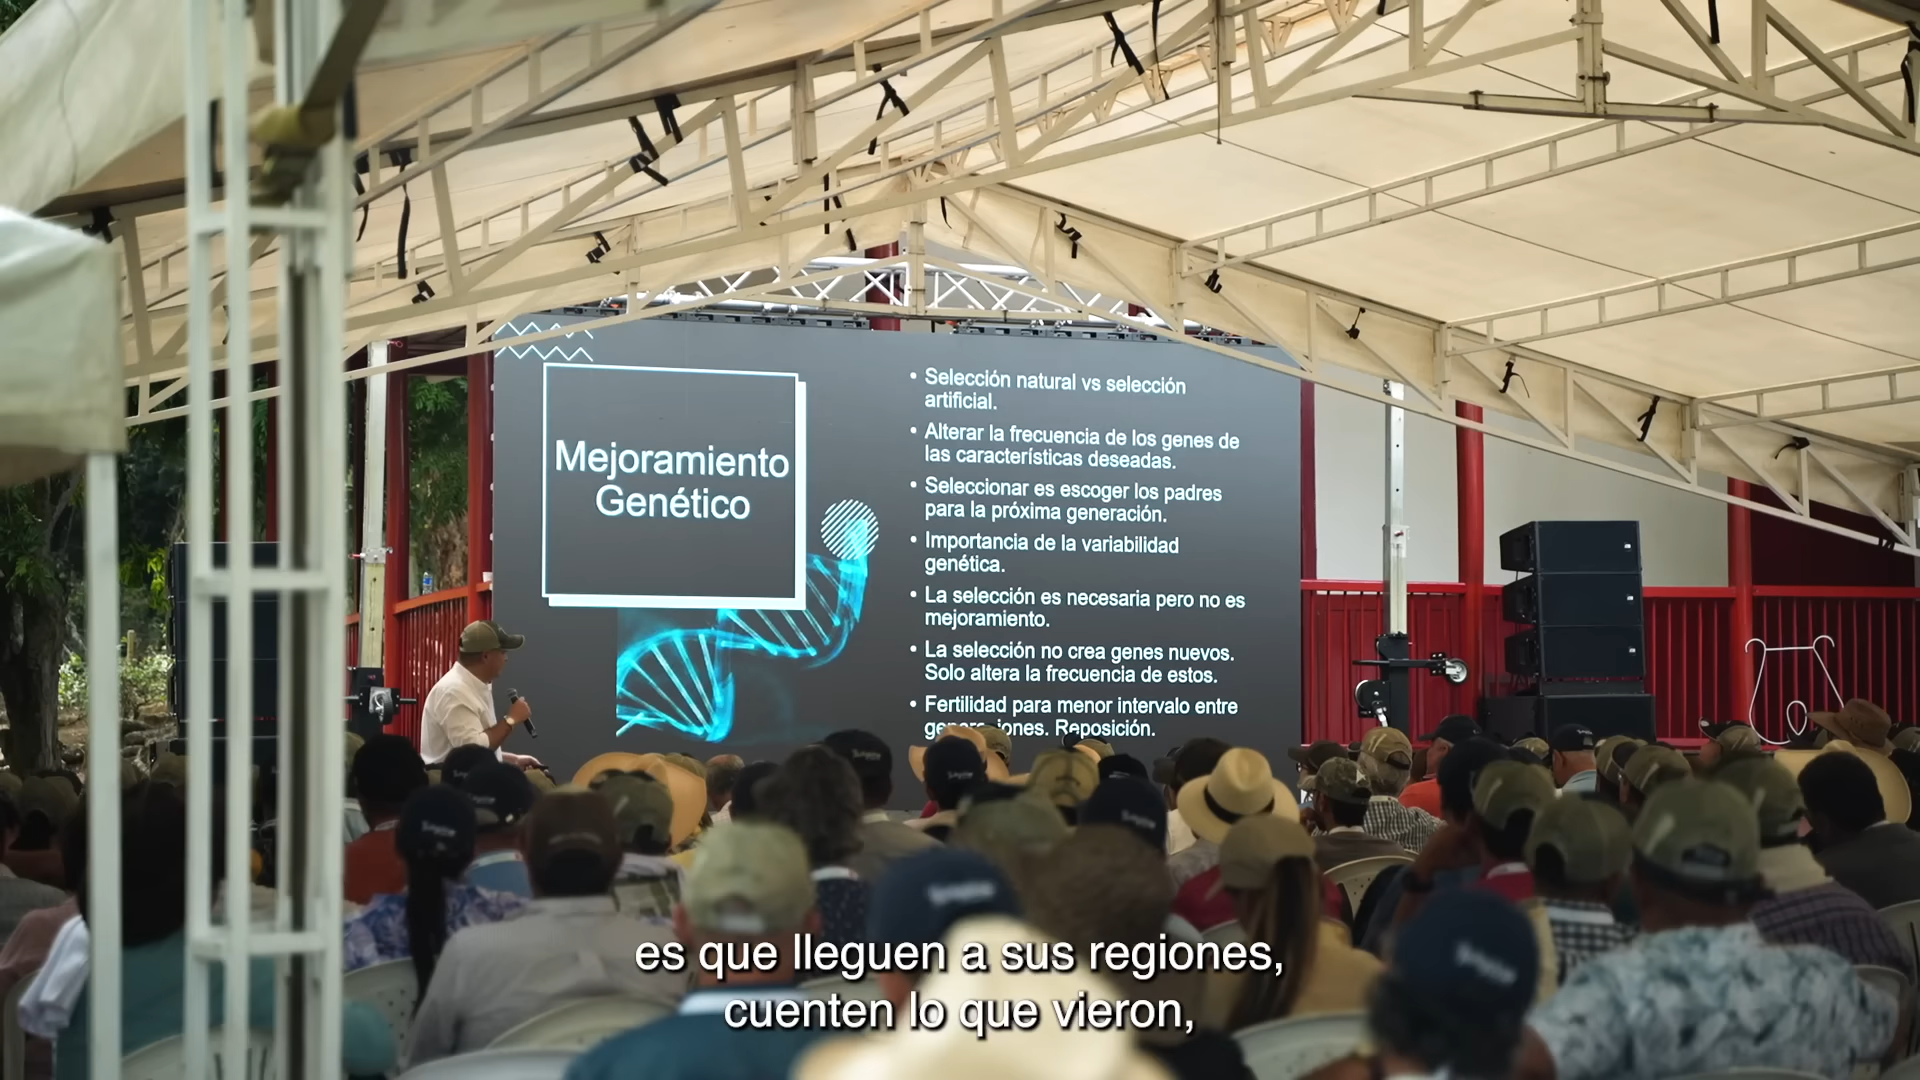 Mejoramiento
Genético
• Selección natural vs selección
artificial.
• Alterar la frecuencia de los genes de
las características deseadas.
• Seleccionar es escoger los padres
para la próxima generación.
• Importancia de la variabilidad
genética.
• La selección es necesaria pero no es
mejoramiento.
• La selección no crea genes nuevos.
Solo altera la frecuencia de estos.
• Fertilidad para menor intervalo entre
Reposición.
es que lleguen a sus regiones,
cuenten lo que vieron,